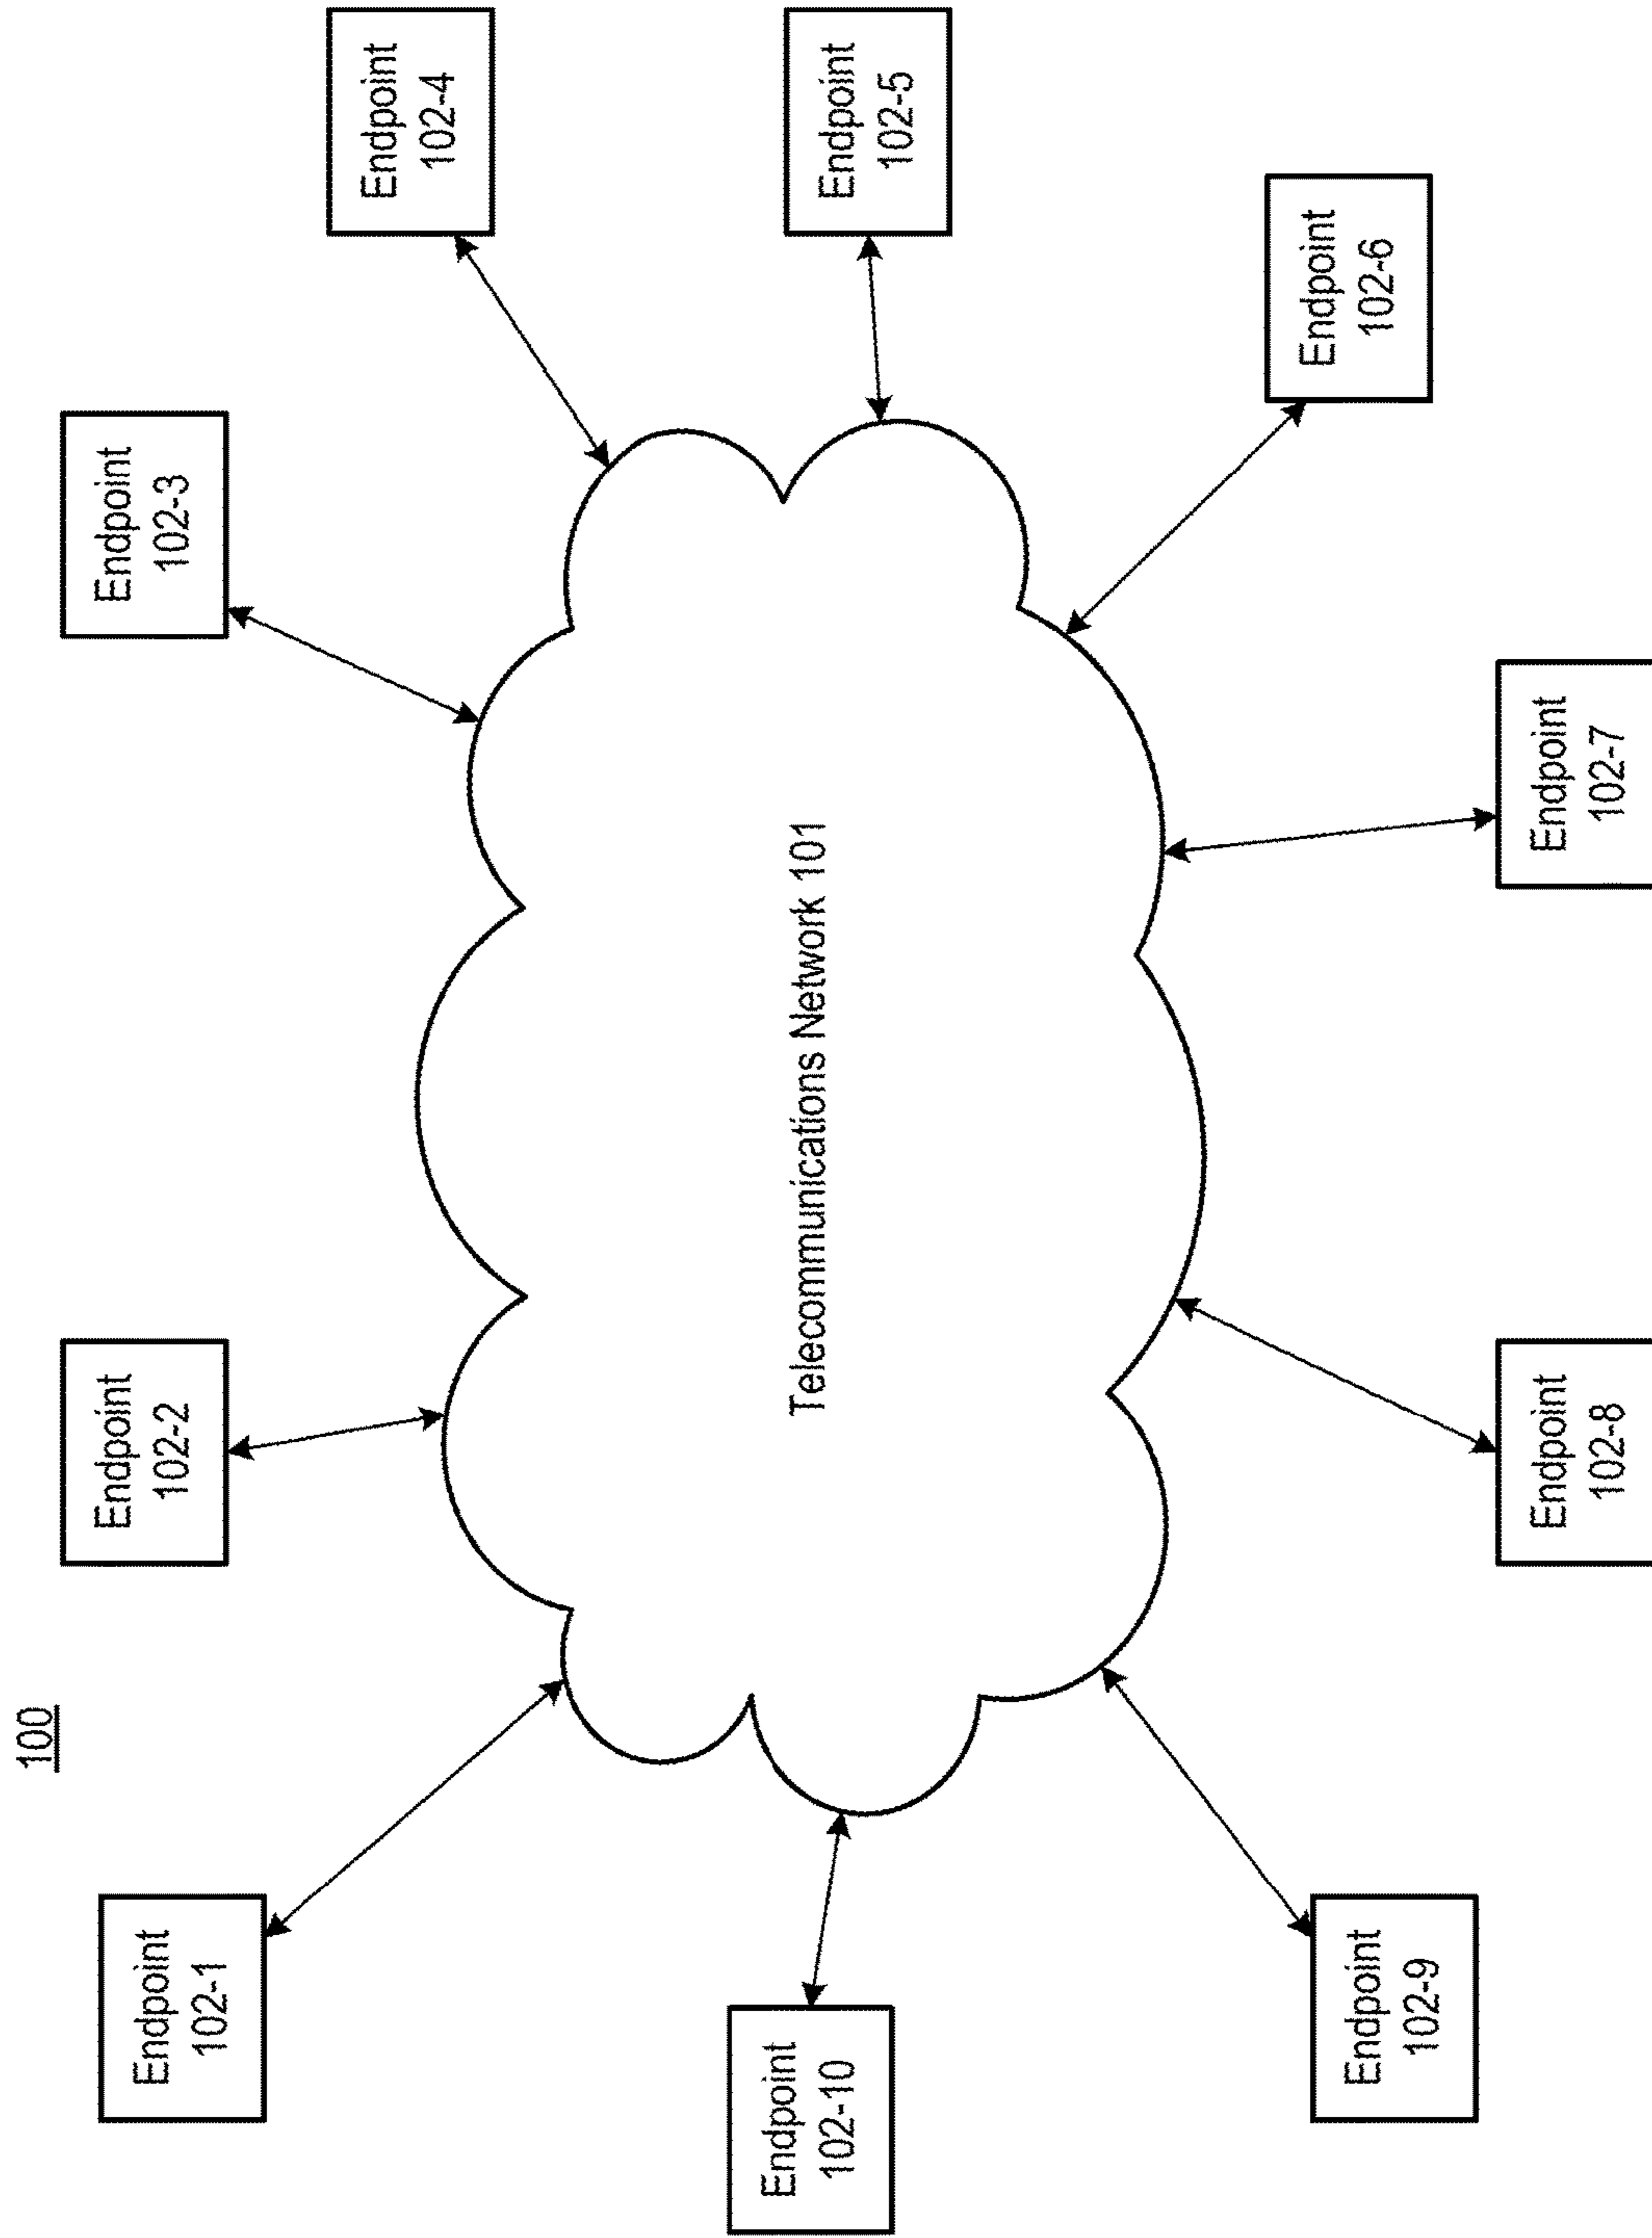 100
Endpoint
102-1
Endpoint
102-2
Endpoint
102-3
Endpoint
102-4
Endpoint
102-5
Endpoint
102-6
Endpoint
102-7
Endpoint
102-8
Endpoint
102-9
Endpoint
102-10
Telecommunications Network 101